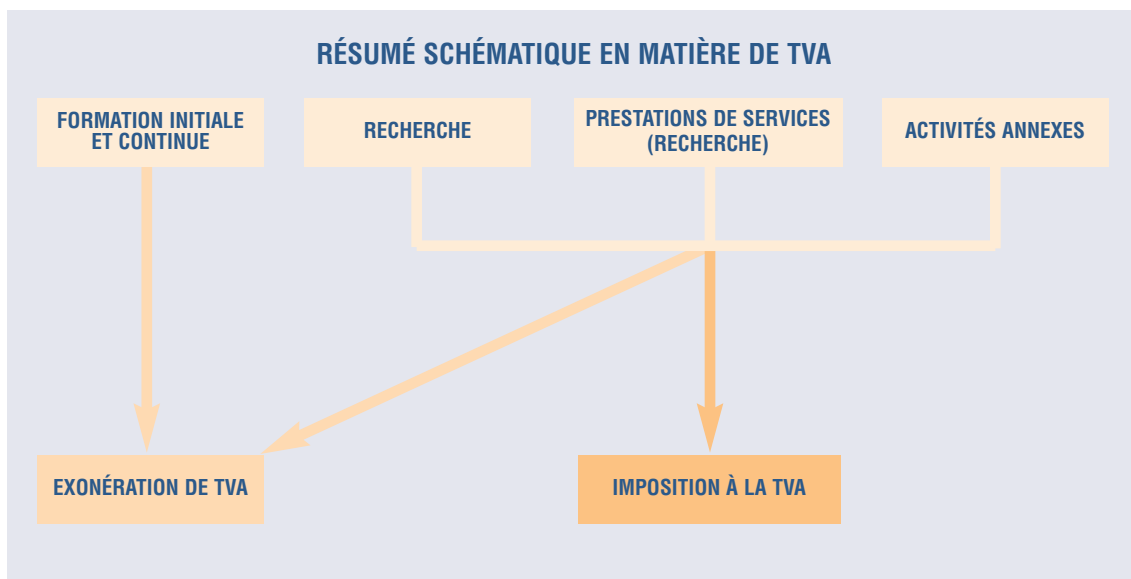 RÉSUMÉ SCHÉMATIQUE EN MATIÈRE DE TVA
FORMATION INITIALE
ET CONTINUE
RECHERCHE
PRESTATIONS DE SERVICES
(RECHERCHE)
ACTIVITÉS ANNEXES
EXONÉRATION DE TVA
IMPOSITION À LA TVA